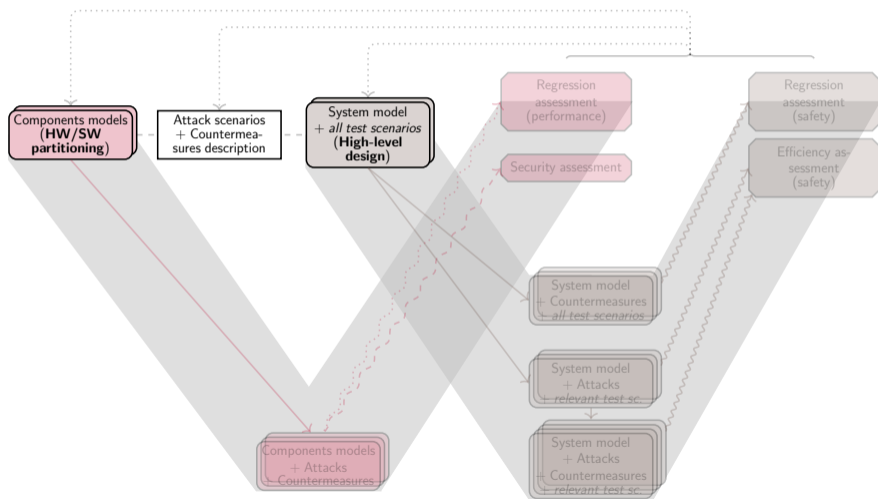 Components models
(HW/SW
partitioning)
Attack scenarios
+ Countermea-
sures description
System model
+ all test scenarios
(High-level
design)
Regression
assessment
(performance)
Security assessment
Regression
assessment
(safety)
Efficiency as-
sessment
(safety)
System model
+ Countermeasures
+ all test scenarios
System model
+ Attacks
+ relevant test sc.
System model
+ Attacks
+ Countermeasures
+ relevant test sc.
Components models
+ Attacks
Countermeasures